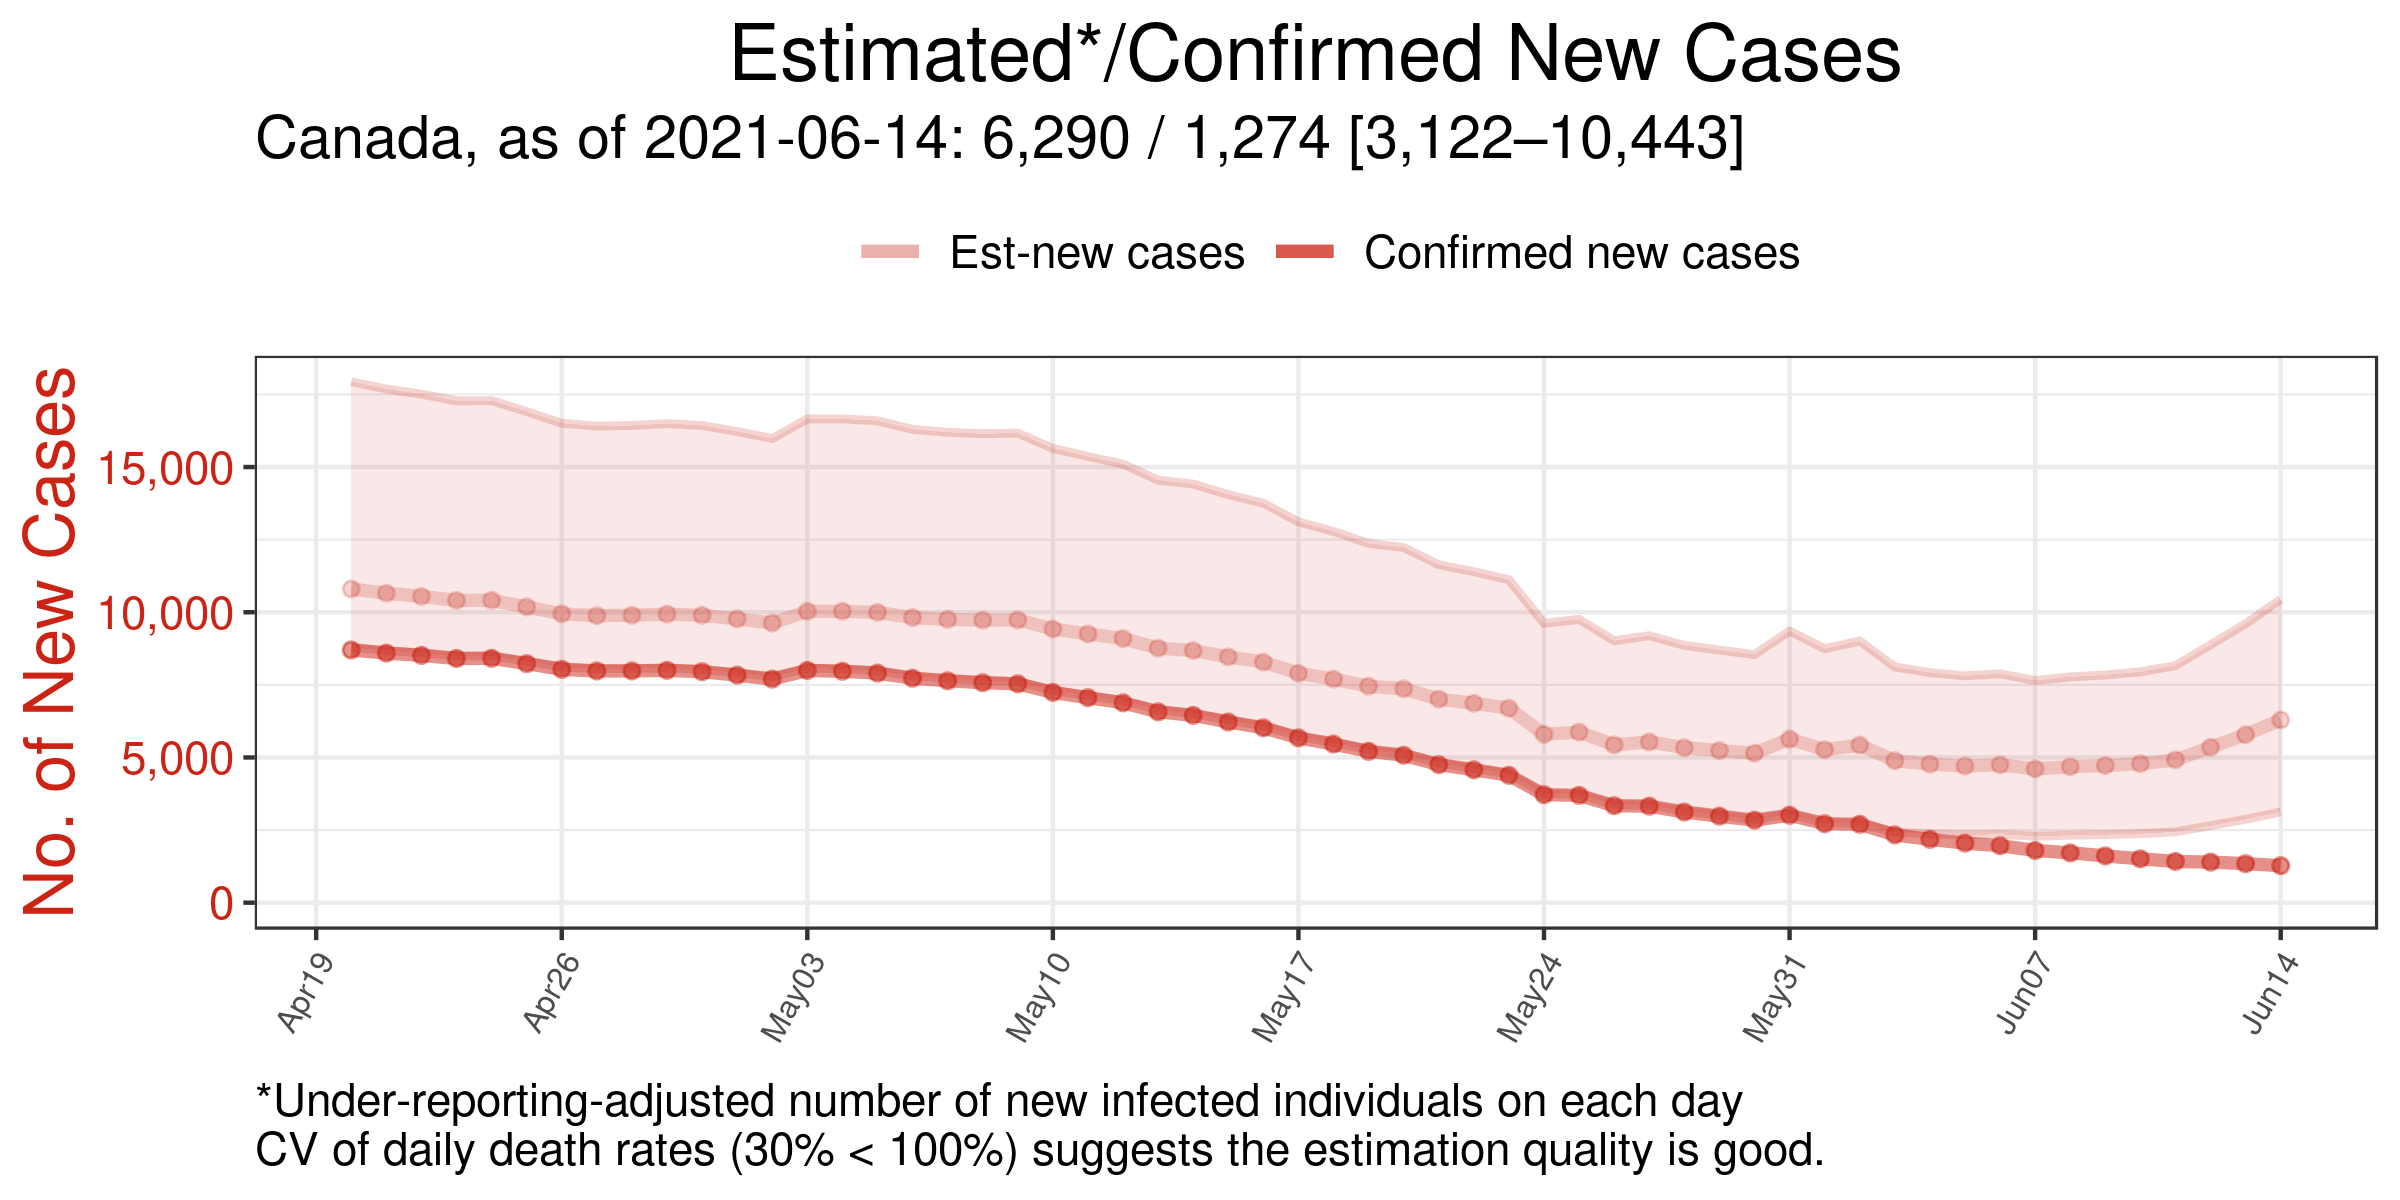 Estimated*/Confirmed New Cases
Canada, as of 2021-06-14: 6,290 / 1,274 [3,122–10,443]
Est-new cases Confirmed new cases
No. of New Cases
15,000
10,000
5,000
0
Apr19 Apr26 May03 May10 May17 May24 May31 Jun07 Jun14
*Under-reporting-adjusted number of new infected individuals on each day
CV of daily death rates (30% < 100%) suggests the estimation quality is good.